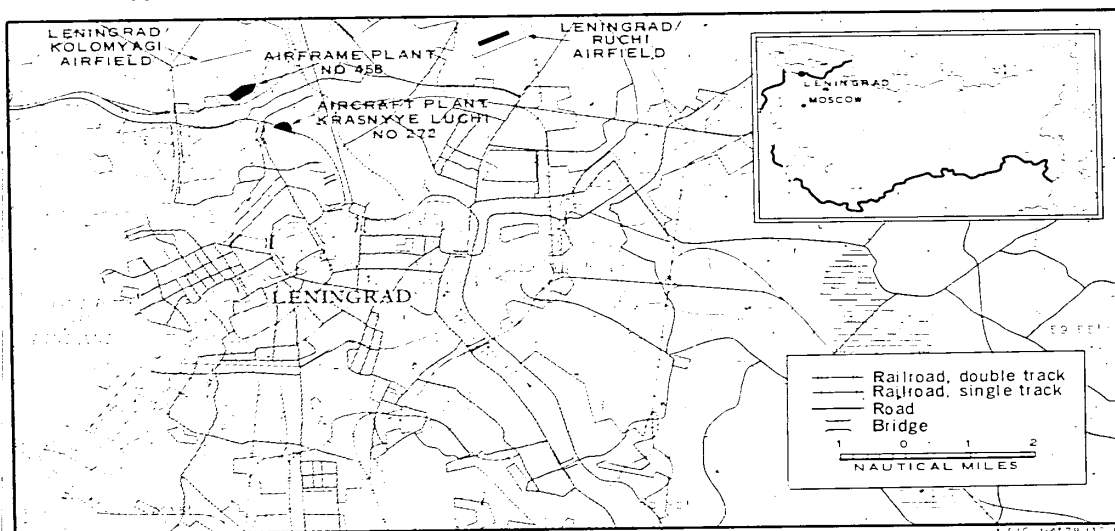 LENINGRAD/
KOLOMYAGI
AIRFIELD
AIRFRAME PLANT
NO 458
LENINGRAD/
RUCHI
AIRFIELD
AIRCRAFT PLANT
KRASNYYE LUCHI
NO 272
LENINGRAD
MOSCOW
LENINGRAD
Railroad, double track
Railroad, single track
Road
Bridge
1 0 1 2
NAUTICAL MILES